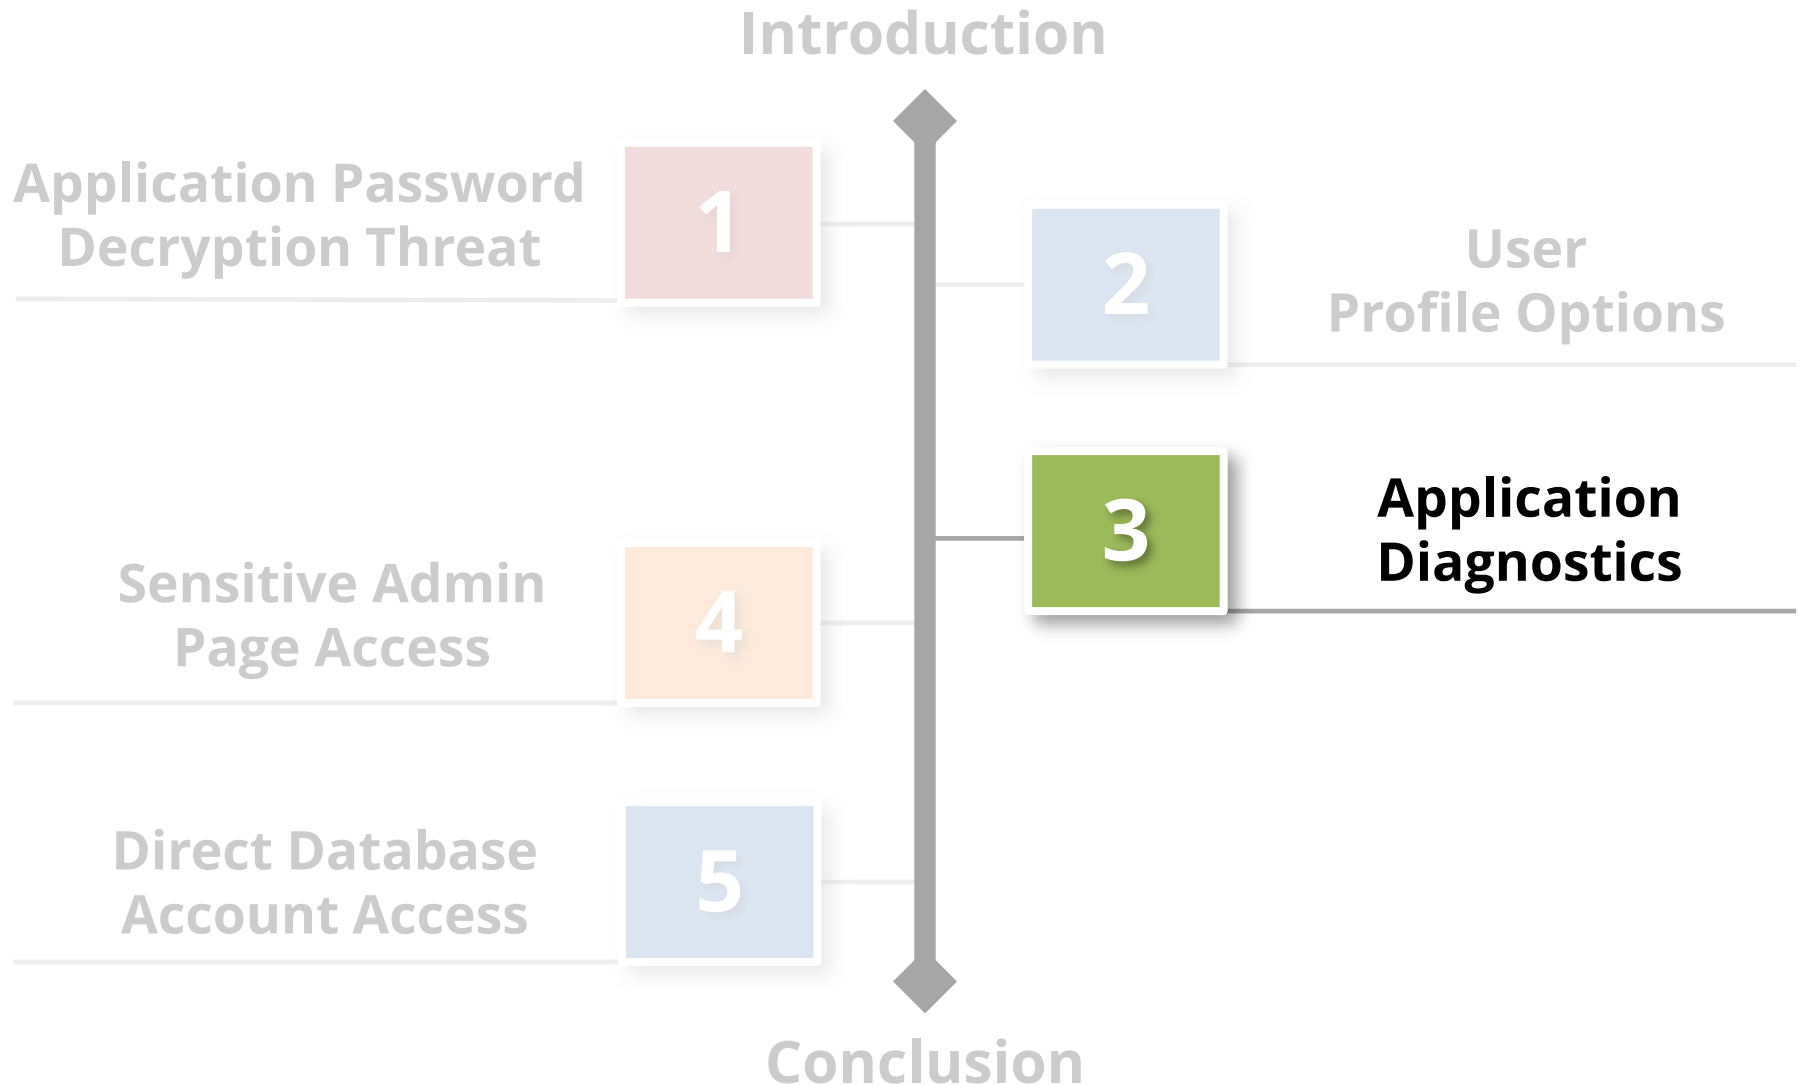 Introduction
Application Password
Decryption Threat
1
2
User
Profile Options
3
Application
Diagnostics
Sensitive Admin
Page Access
4
Direct Database
Account Access
5
Conclusion